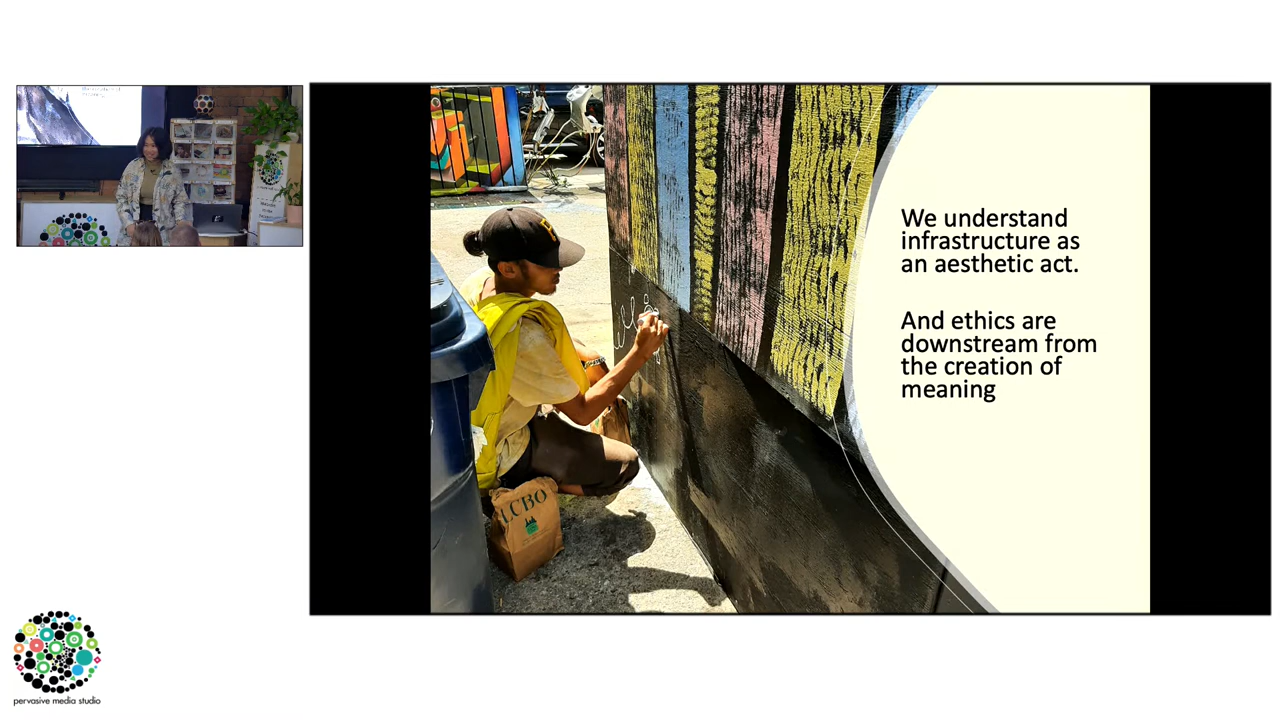 We understand
infrastructure as
an aesthetic act.
And ethics are
downstream from
the creation of
meaning
LCBO
pervasive media studio